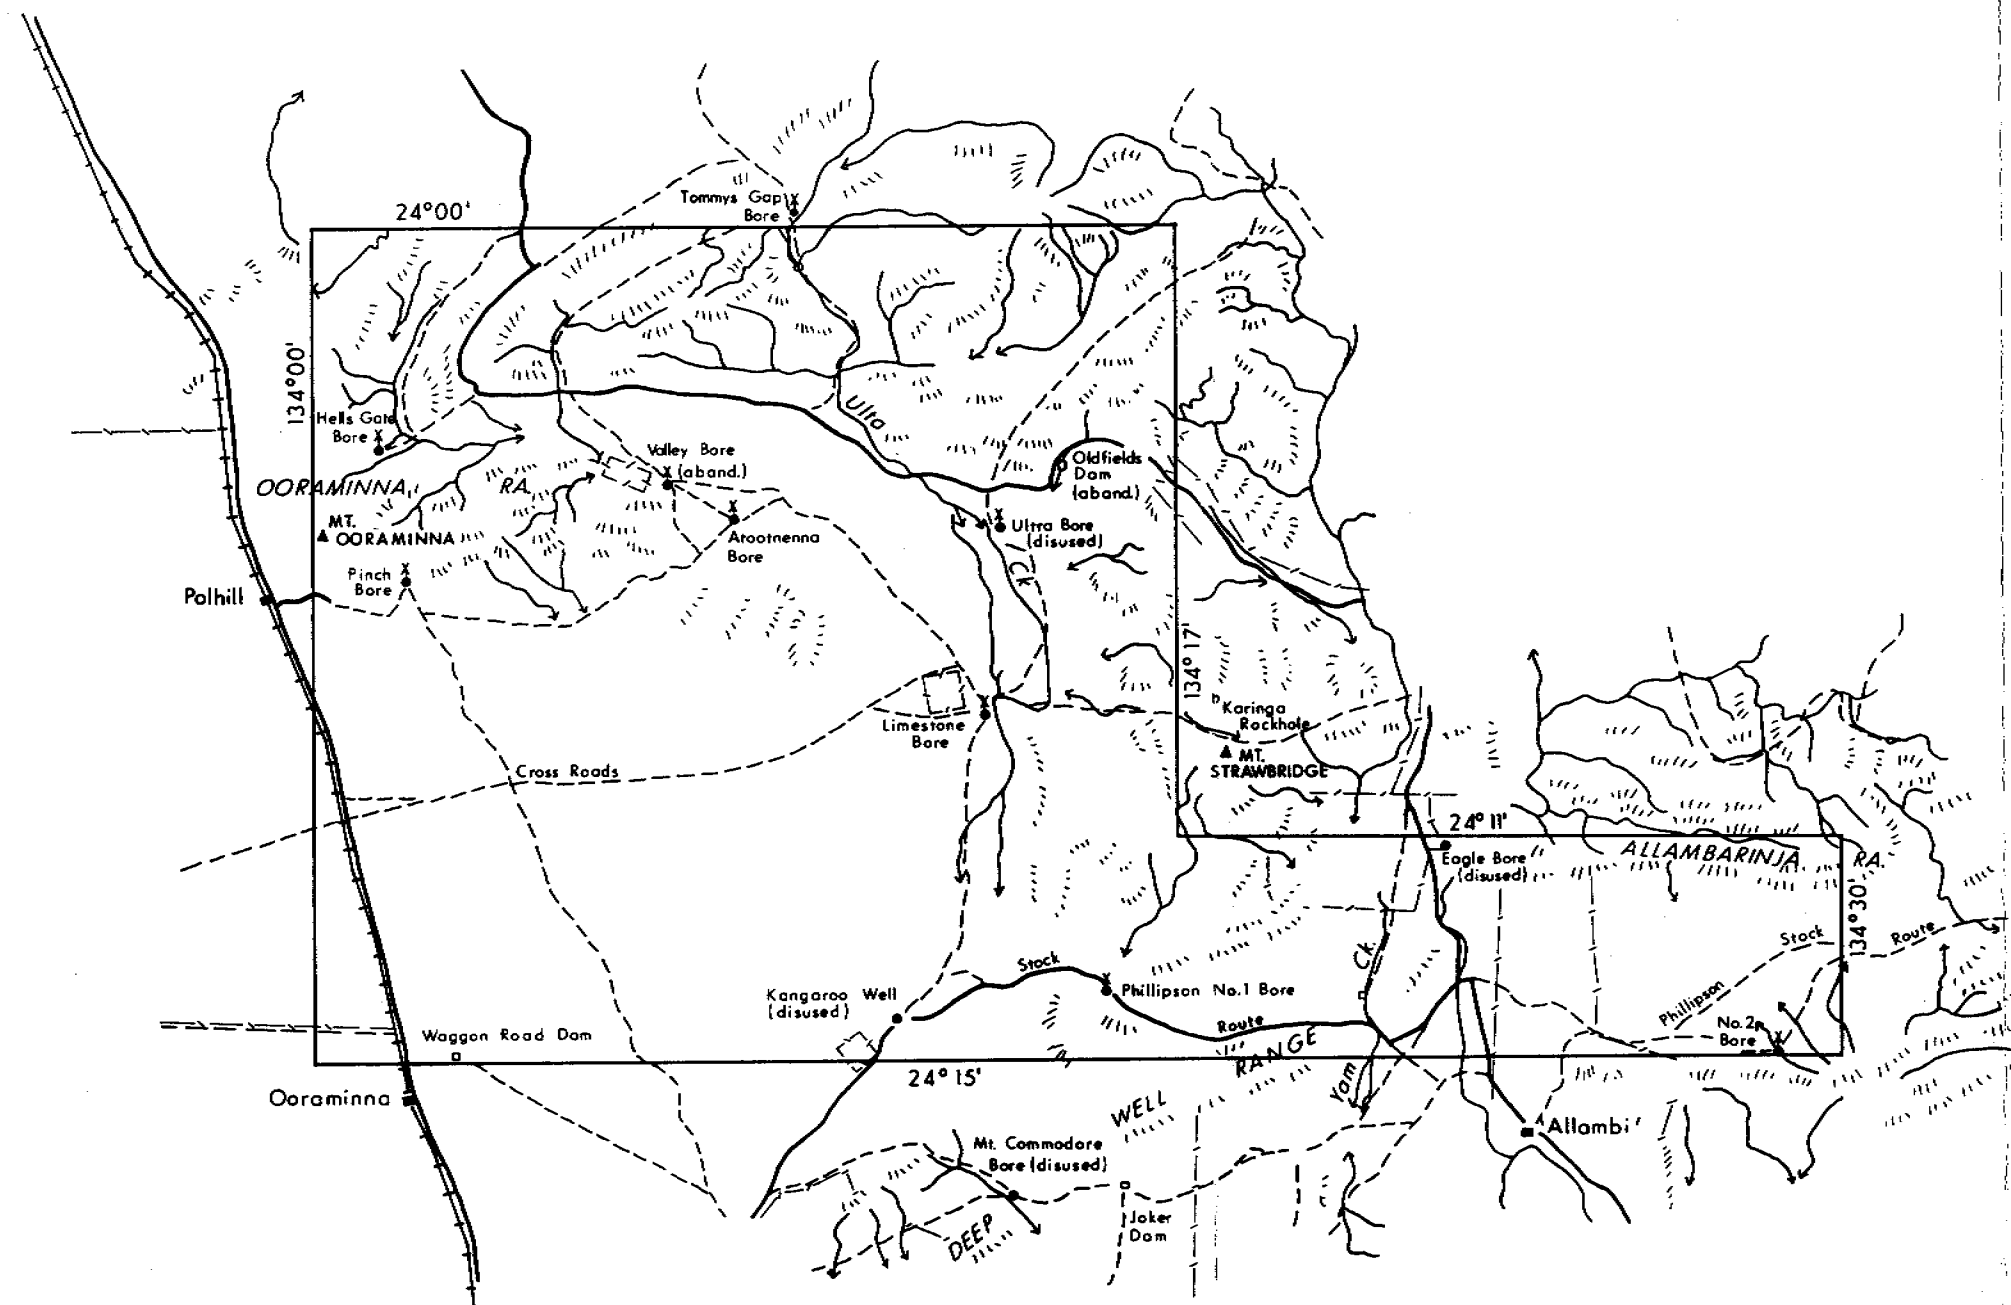 Tommys Gap
Bore
24°00'
134°00'
Hells Gate
Bore
Ulta
Valley Bore
(aband.)
Oldfields
Dam
(aband.)
OORAMINNA RA.
MT.
OORAMINNA
Atootnenna
Bore
Ultra Bore
(disused)
Ck
Pinch
Bore
Polhill
134°17'
Karinga
Rockhole
Limestone
Bore
MT.
STRAWBRIDGE
Cross Roads
24°11'
Eagle Bore
(disused)
ALLAMBARINJA RA.
134°30'
Stock Route
Ck.
Stock
Kangaroo Well
(disused)
Phillipson No.1 Bore
Phillipson
Route
No.2
Bore
Waggon Road Dam
RANGE
24°15'
Yam
Ooraminna
WELL
Allambi
Mt. Commodore
Bore (disused)
Joker
Dam
DEEP